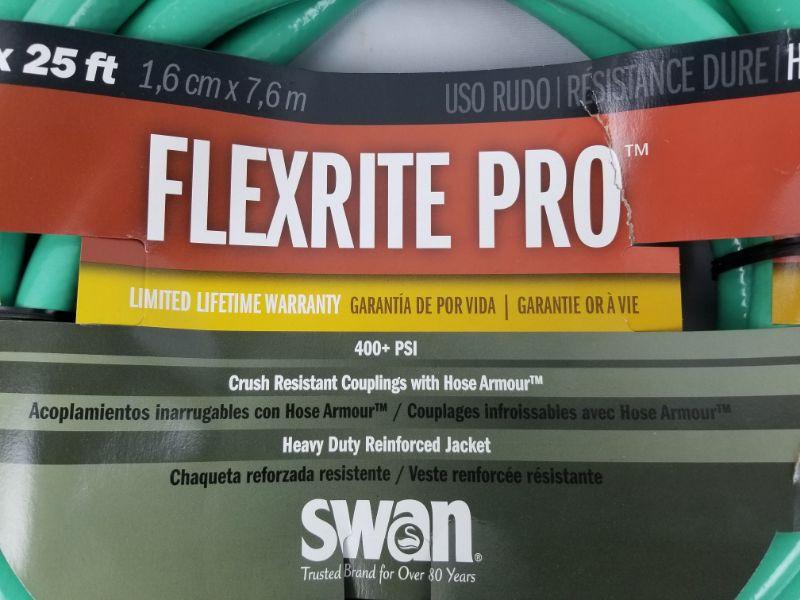 x 25 ft 1,6 cm x 7,6 m USO RUDO | RÉSISTANCE DURE | H
FLEXRITE PRO™
LIMITED LIFETIME WARRANTY GARANTÍA DE POR VIDA | GARANTIE OR À VIE
400+ PSI
Crush Resistant Couplings with Hose Armour™
Acoplamientos inarrugables con Hose Armour™ / Couplages infroissables avec Hose Armour™
Heavy Duty Reinforced Jacket
Chaqueta reforzada resistente / Veste renforcée résistante
swan®
Trusted Brand for Over 80 Years